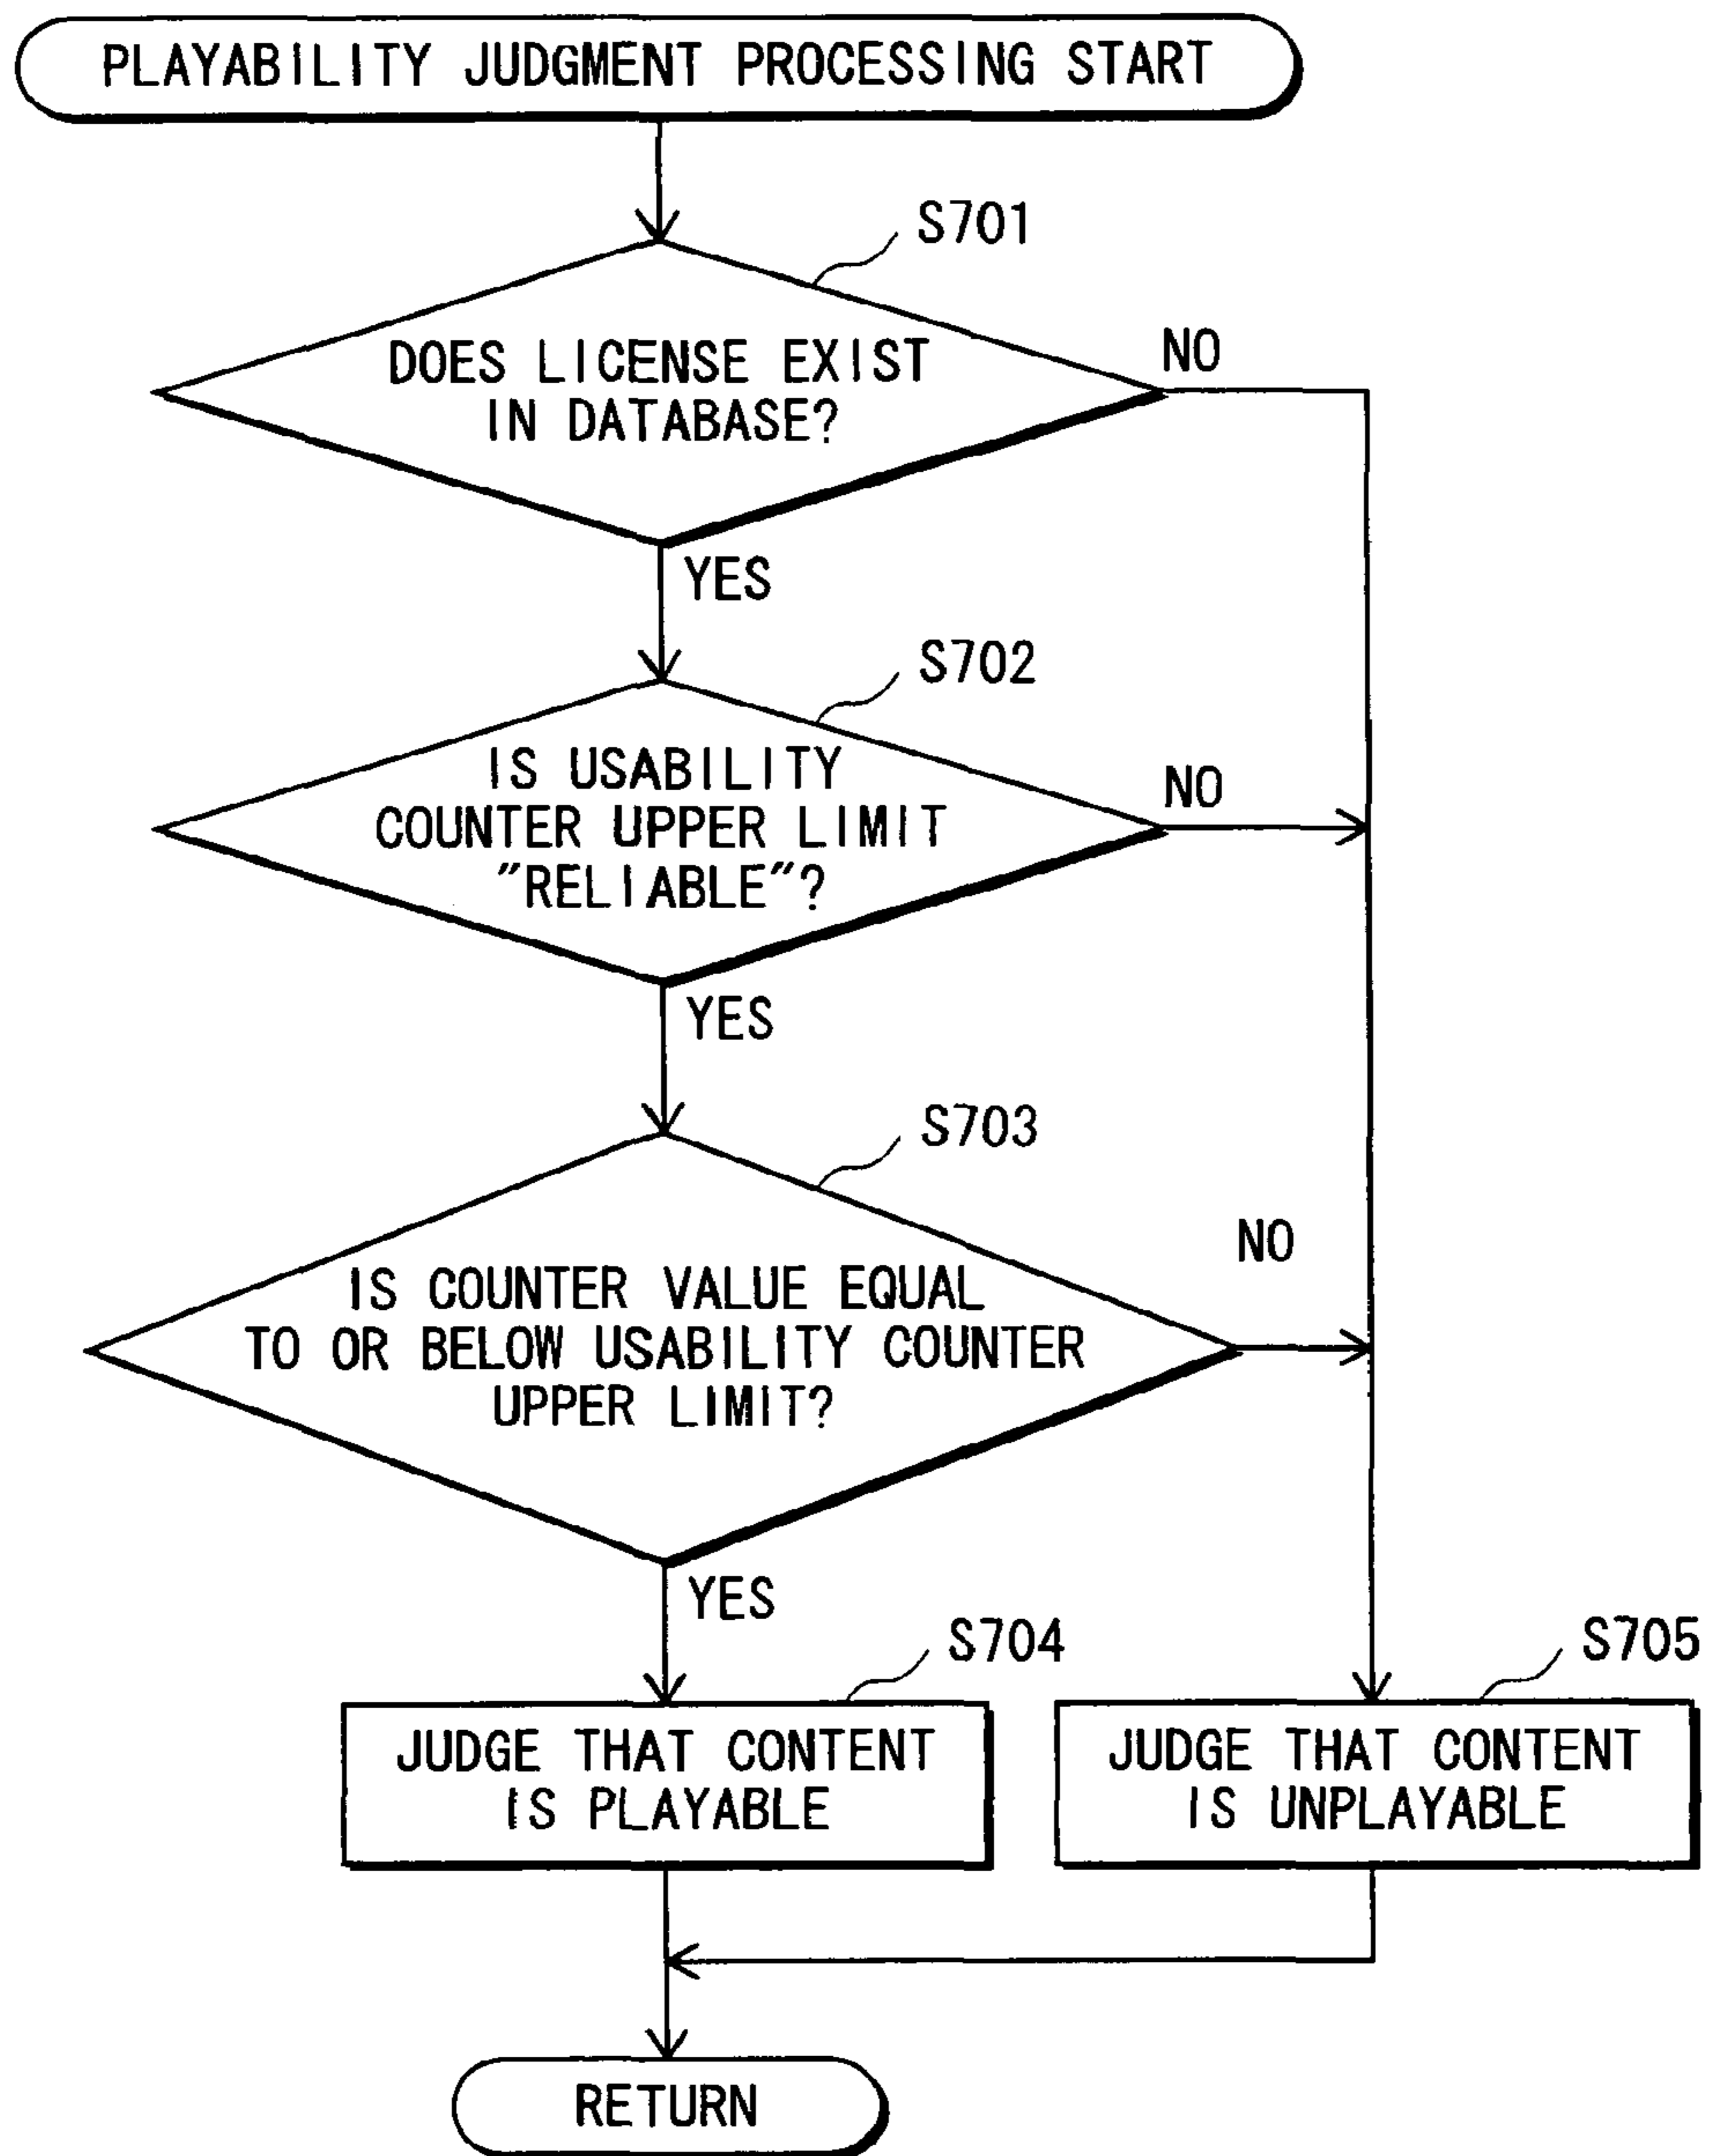 PLAYABILITY JUDGMENT PROCESSING START
S701
DOES LICENSE EXIST
IN DATABASE?
NO
YES
S702
IS USABILITY
COUNTER UPPER LIMIT
"RELIABLE"?
NO
YES
S703
IS COUNTER VALUE EQUAL
TO OR BELOW USABILITY COUNTER
UPPER LIMIT?
NO
YES
S704
JUDGE THAT CONTENT
IS PLAYABLE
S705
JUDGE THAT CONTENT
IS UNPLAYABLE
RETURN